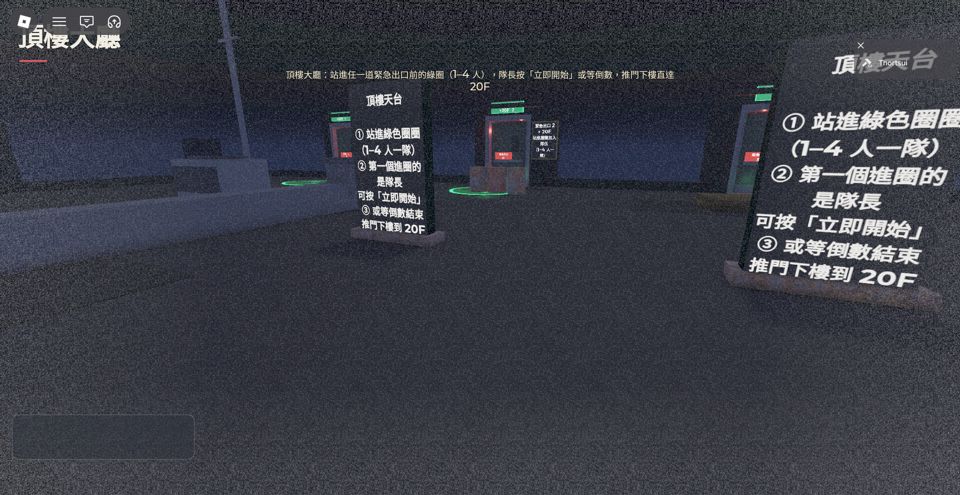 頂樓大廳
頂樓大廳：站進任一道緊急出口前的綠圈（1–4 人），隊長按「立即開始」或等倒數，推門下樓直達
20F
Thortsui
頂樓天台
① 站進綠色圈圈
（1–4 人一隊）
② 第一個進圈的
是隊長
可按「立即開始」
③ 或等倒數結束
推門下樓到 20F
緊急出口 2
頂樓天台
① 站進綠色圈圈
（1–4 人一隊）
② 第一個進圈的
是隊長
可按「立即開始」
③ 或等倒數結束
推門下樓到 20F